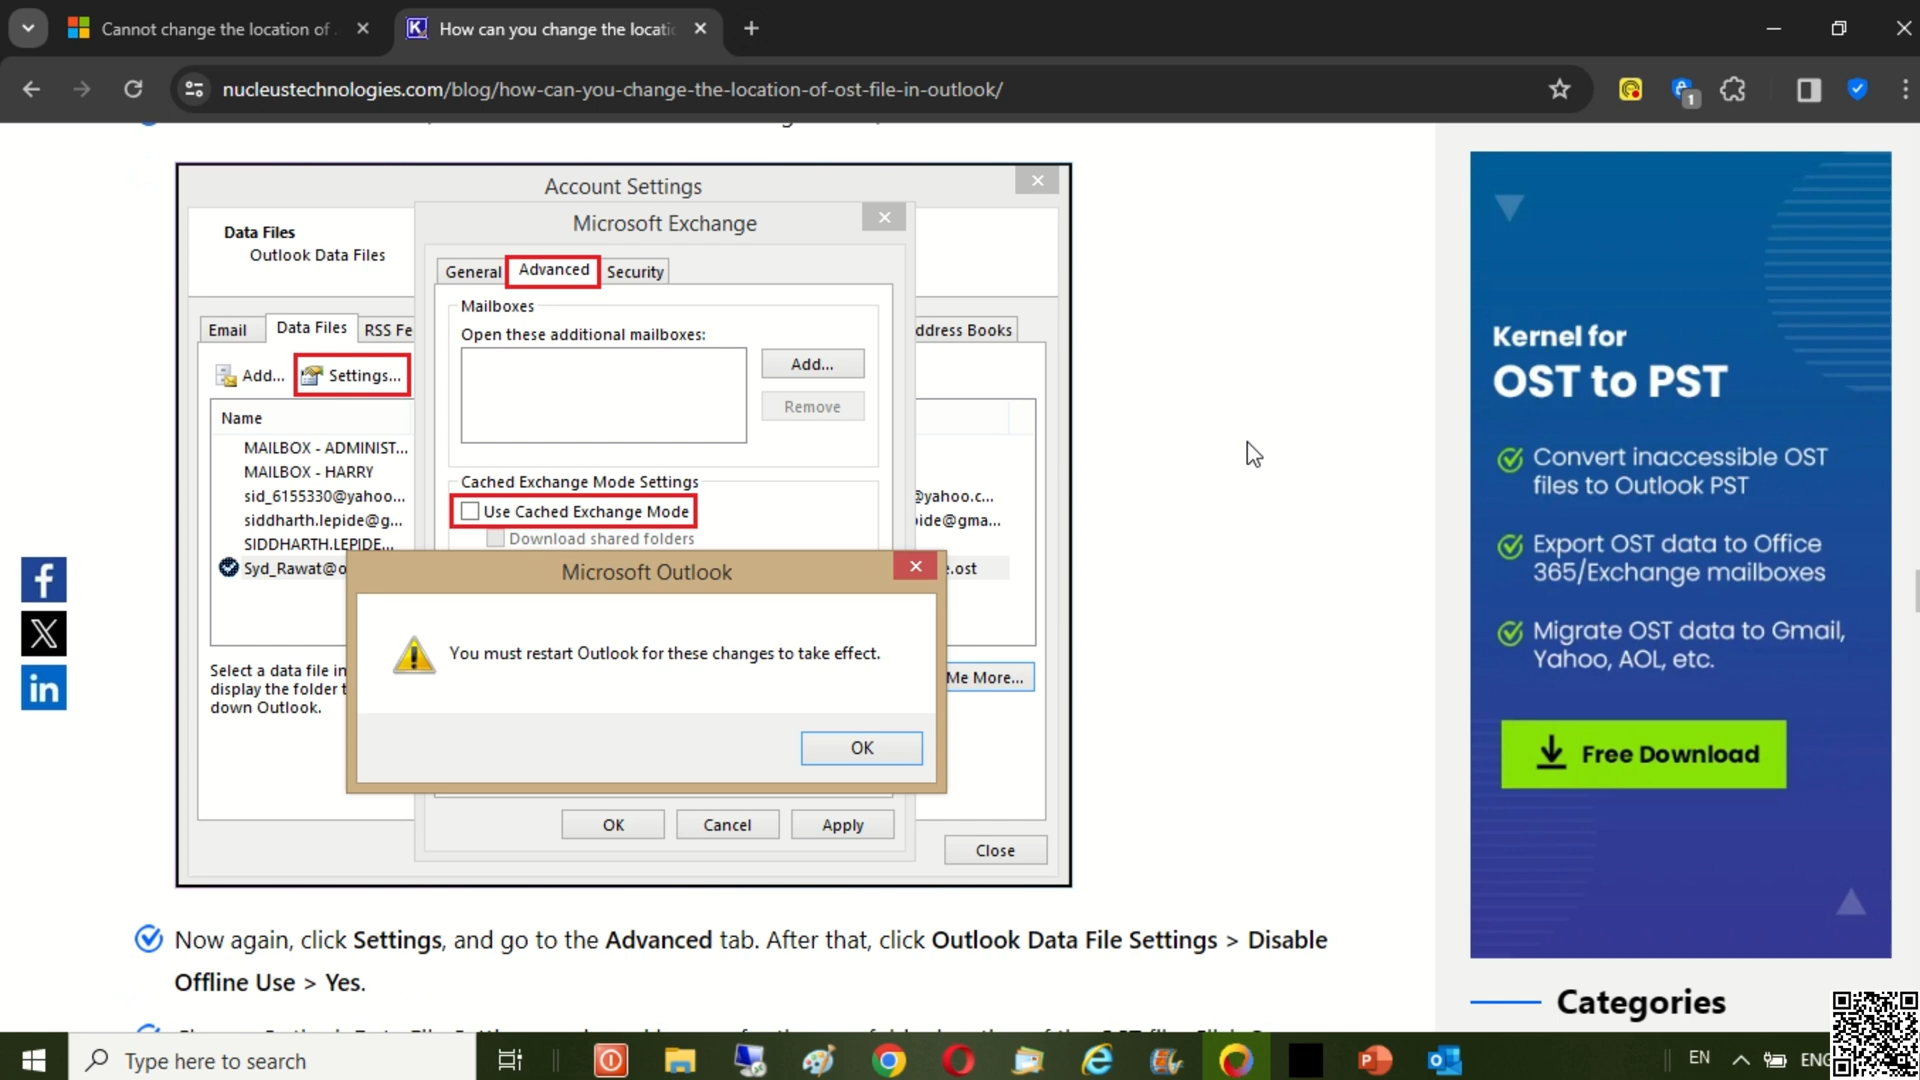 Cannot change the location of
How can you change the locati
nucleustechnologies.com/blog/how-can-you-change-the-location-of-ost-file-in-outlook/
1
Account Settings
Data Files
Outlook Data Files
Microsoft Exchange
General
Advanced
Security
Mailboxes
Open these additional mailboxes:
Add...
Remove
Email
Data Files
RSS Fe
ddress Books
Add...
Settings...
Name
MAILBOX - ADMINIST...
MAILBOX - HARRY
sid_6155330@yahoo...
@yahoo.c...
siddharth.lepide@g...
ide@gma...
SIDDHARTH.LEPIDE...
Syd_Rawat@o
e.ost
Cached Exchange Mode Settings
Use Cached Exchange Mode
Download shared folders
Microsoft Outlook
You must restart Outlook for these changes to take effect.
OK
Select a data file in
display the folder t
down Outlook.
Me More...
OK
Cancel
Apply
Close
Now again, click Settings, and go to the Advanced tab. After that, click Outlook Data File Settings > Disable
Offline Use > Yes.
Kernel for
OST to PST
Convert inaccessible OST
files to Outlook PST
Export OST data to Office
365/Exchange mailboxes
Migrate OST data to Gmail,
Yahoo, AOL, etc.
Free Download
Categories
Type here to search
EN
ENG